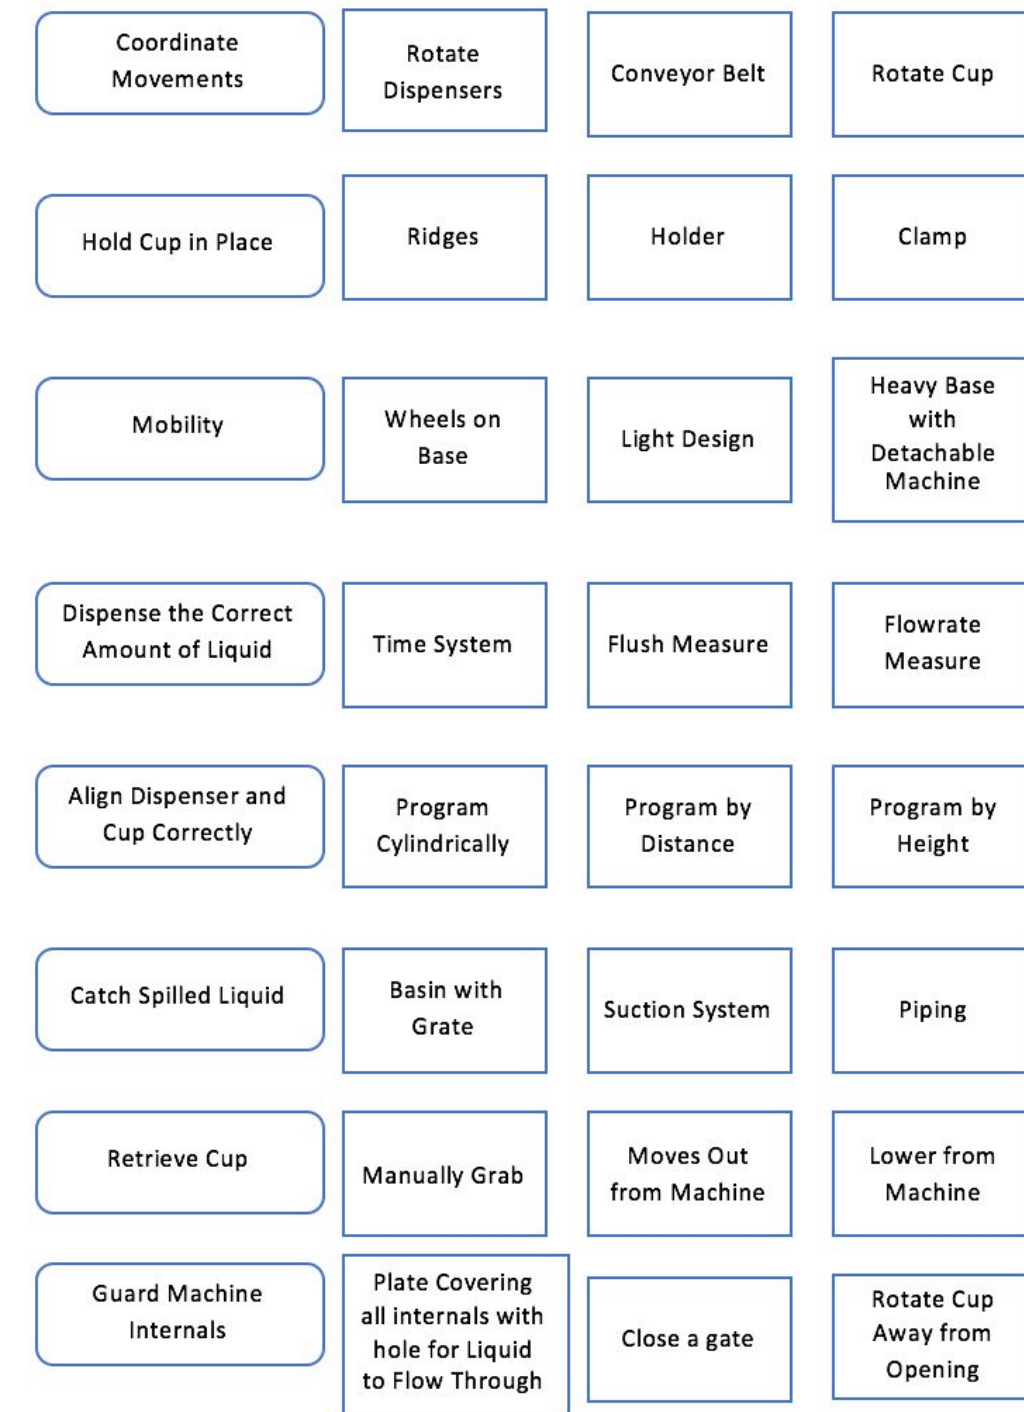 Coordinate
Movements
Rotate
Dispensers
Conveyor Belt
Rotate Cup
Hold Cup in Place
Ridges
Holder
Clamp
Mobility
Wheels on
Base
Light Design
Heavy Base
with
Detachable
Machine
Dispense the Correct
Amount of Liquid
Time System
Flush Measure
Flowrate
Measure
Align Dispenser and
Cup Correctly
Program
Cylindrically
Program by
Distance
Program by
Height
Catch Spilled Liquid
Basin with
Grate
Suction System
Piping
Retrieve Cup
Manually Grab
Moves Out
from Machine
Lower from
Machine
Guard Machine
Internals
Plate Covering
all internals with
hole for Liquid
to Flow Through
Close a gate
Rotate Cup
Away from
Opening